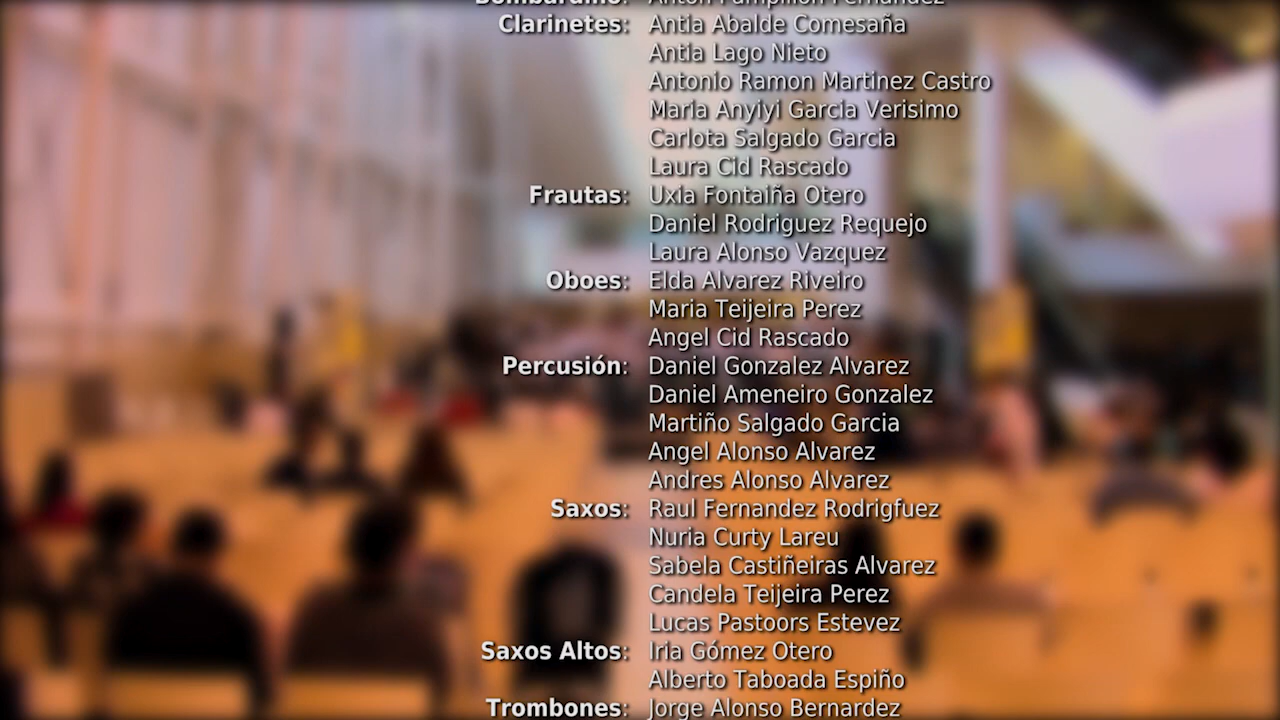 Bombardino: Antón Pampillón Fernández
Clarinetes: Antia Abalde Comesaña
Antia Lago Nieto
Antonio Ramon Martinez Castro
Maria Anyiyi Garcia Verisimo
Carlota Salgado Garcia
Laura Cid Rascado
Frautas: Uxia Fontaiña Otero
Daniel Rodriguez Requejo
Laura Alonso Vazquez
Oboes: Elda Alvarez Riveiro
Maria Teijeira Perez
Angel Cid Rascado
Percusión: Daniel Gonzalez Alvarez
Daniel Ameneiro Gonzalez
Martiño Salgado Garcia
Angel Alonso Alvarez
Andres Alonso Alvarez
Saxos: Raul Fernandez Rodrigfuez
Nuria Curty Lareu
Sabela Castiñeiras Alvarez
Candela Teijeira Perez
Lucas Pastoors Estevez
Saxos Altos: Iria Gómez Otero
Alberto Taboada Espiño
Trombones: Jorge Alonso Bernardez